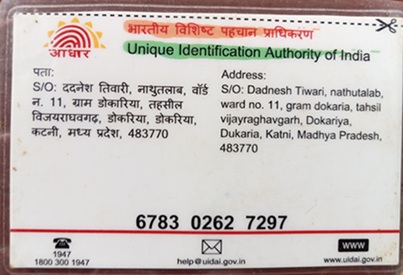 भारतीय विशिष्ट पहचान प्राधिकरण
Unique Identification Authority of India
आधार
पता:
S/O: ददनेश तिवारी, नाथुतलाब, वॉर्ड
न. 11, ग्राम डोकारिया, तहसील
विजयराघवगढ़, डोकरिया, डोकरिया,
कटनी, मध्य प्रदेश, 483770
Address:
S/O: Dadnesh Tiwari, nathutalab,
ward no. 11, gram dokaria, tahsil
vijayraghavgarh, Dokariya,
Dukaria, Katni, Madhya Pradesh,
483770
6783 0262 7297
1947
1800 300 1947
help@uidai.gov.in
www
www.uidai.gov.in